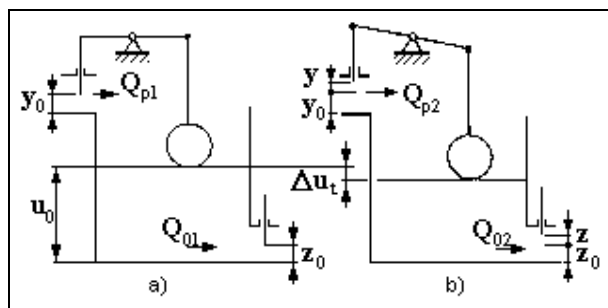 y₀
Q_p1
u₀
Q₀₁
z₀
a)
y
y₀
Q_p2
Δu_t
Q₀₂
z
z₀
b)